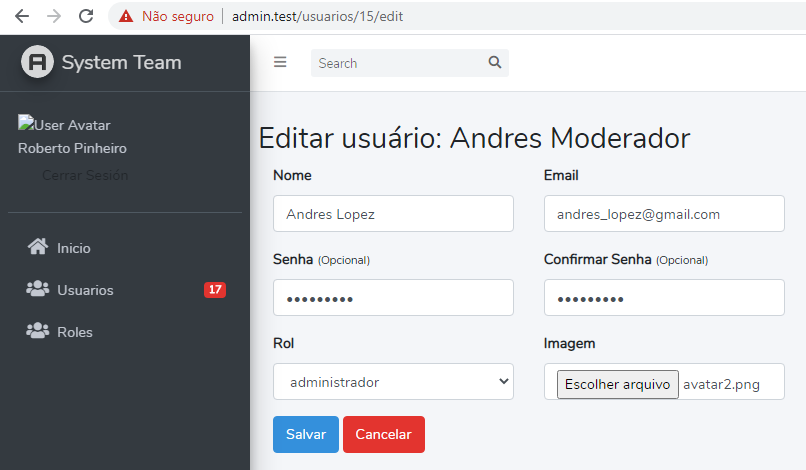 Não seguro | admin.test/usuarios/15/edit
A System Team
Search
User Avatar
Roberto Pinheiro
Cerrar Sesión
Inicio
Usuarios 17
Roles
Editar usuário: Andres Moderador
Nome Email
Andres Lopez andres_lopez@gmail.com
Senha (Opcional) Confirmar Senha (Opcional)
••••••••• •••••••••
Rol Imagem
administrador Escolher arquivo avatar2.png
Salvar Cancelar